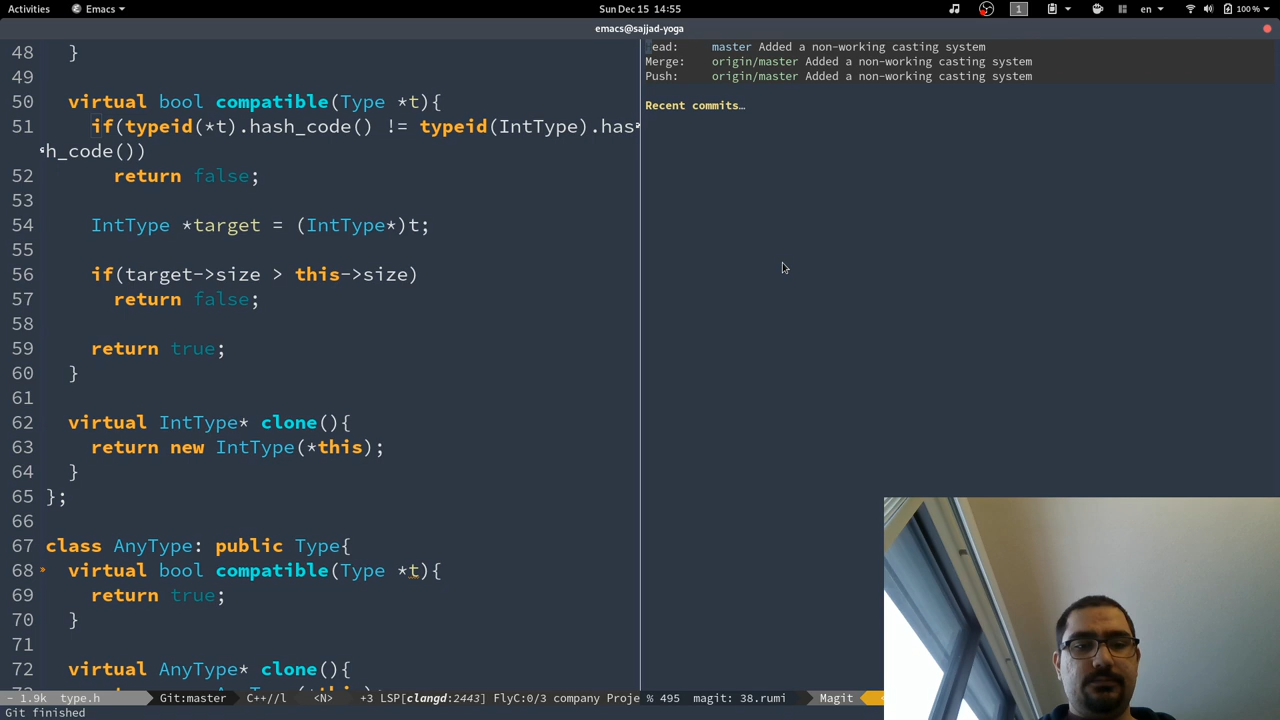 Activities Emacs Sun Dec 15 14:55 1 en 100 %
emacs@sajjad-yoga
48 }
49
50 virtual bool compatible(Type *t){
51 if(typeid(*t).hash_code() != typeid(IntType).has
h_code())
52 return false;
53
54 IntType *target = (IntType*)t;
55
56 if(target->size > this->size)
57 return false;
58
59 return true;
60 }
61
62 virtual IntType* clone(){
63 return new IntType(*this);
64 }
65 };
66
67 class AnyType: public Type{
68 » virtual bool compatible(Type *t){
69 return true;
70 }
71
72 virtual AnyType* clone(){
- 1.9k type.h Git:master C++//l <N> +3 LSP[clangd:2443] FlyC:0/3 company Proje
Git finished
ead: master Added a non-working casting system
Merge: origin/master Added a non-working casting system
Push: origin/master Added a non-working casting system
Recent commits…
% 495 magit: 38.rumi Magit